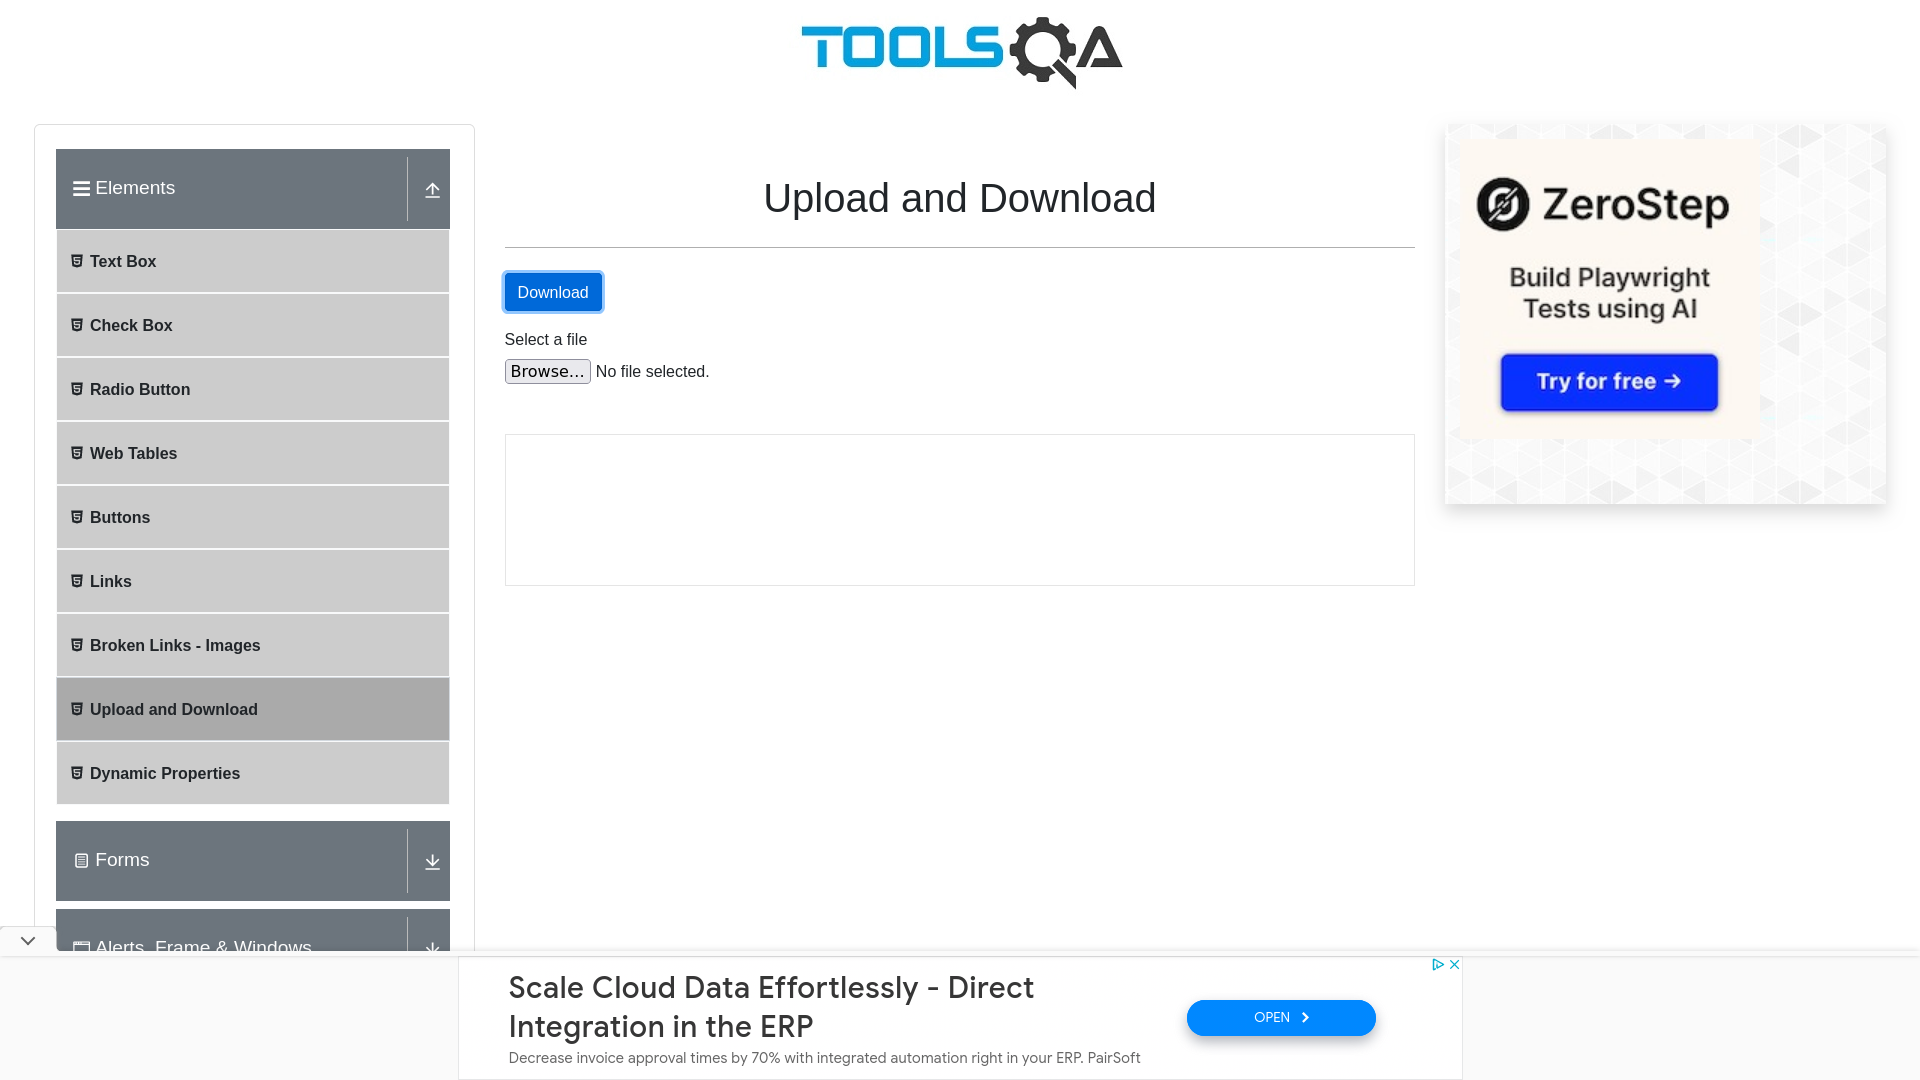 TOOLSQA
Elements
Text Box
Check Box
Radio Button
Web Tables
Buttons
Links
Broken Links - Images
Upload and Download
Dynamic Properties
Forms
Alerts, Frame & Windows
Upload and Download
Download
Select a file
Browse... No file selected.
ZeroStep
Build Playwright
Tests using AI
Try for free →
Scale Cloud Data Effortlessly - Direct
Integration in the ERP
Decrease invoice approval times by 70% with integrated automation right in your ERP. PairSoft
OPEN